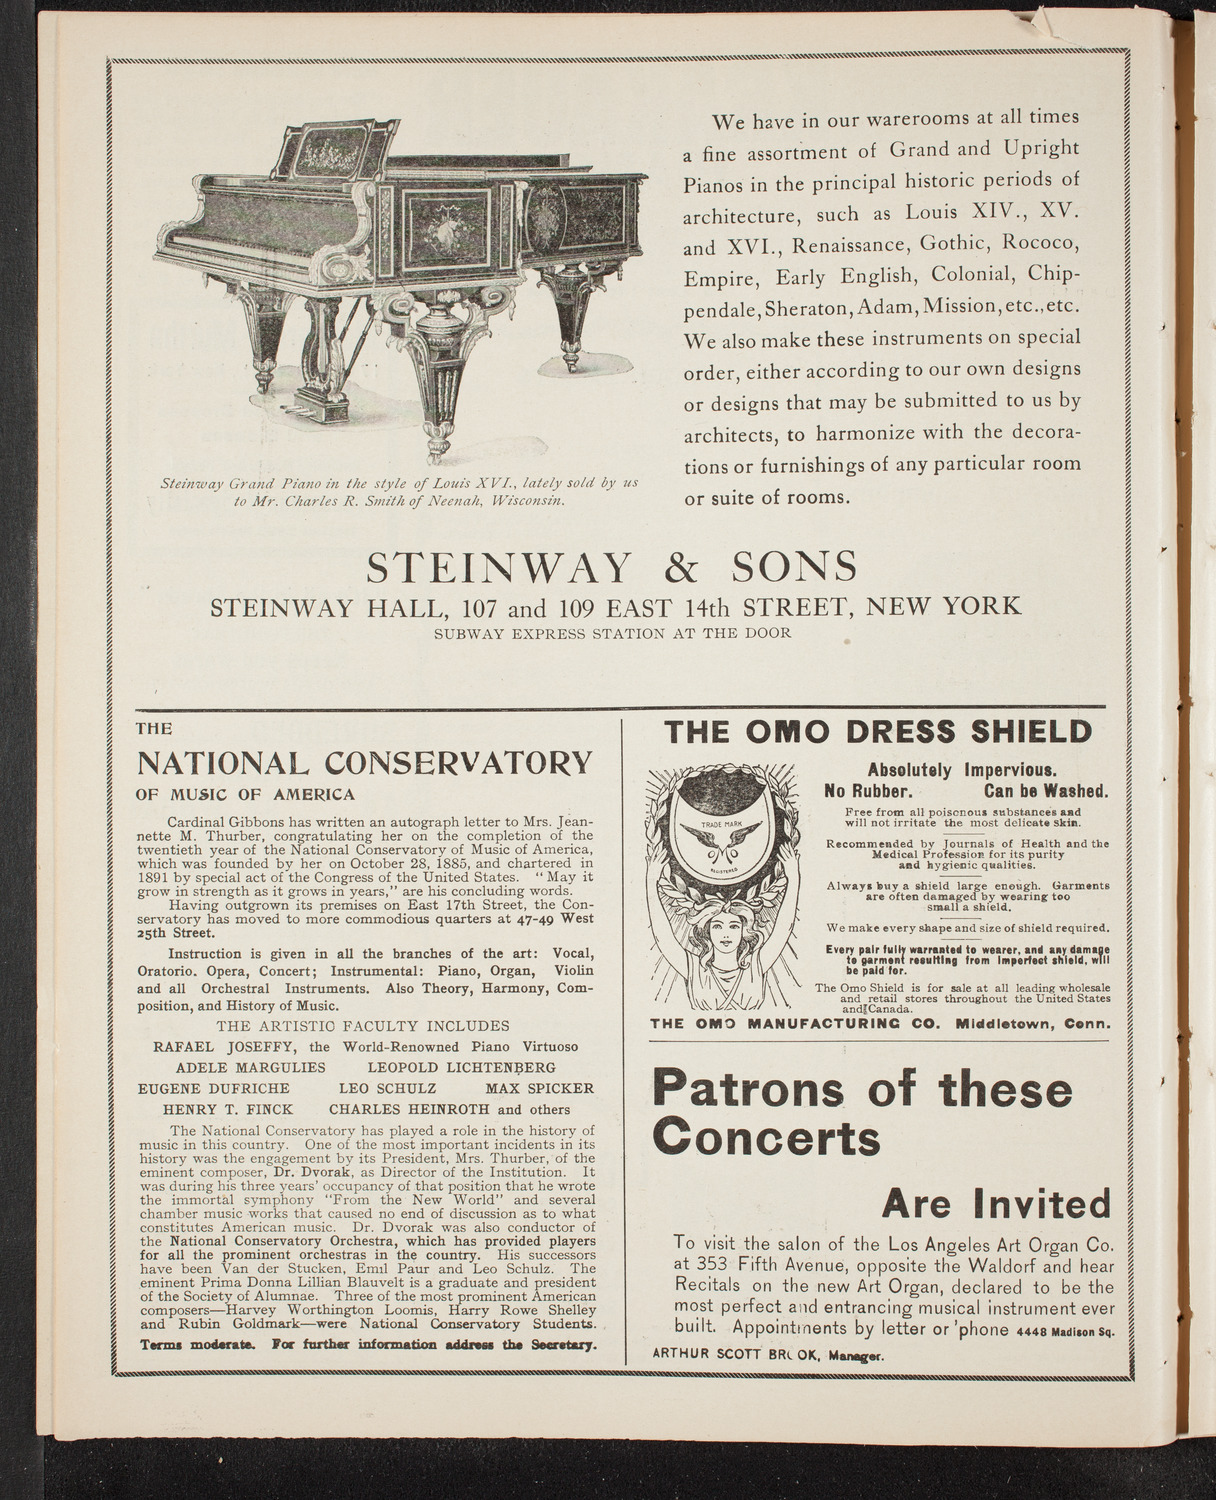 We have in our warerooms at all times
a fine assortment of Grand and Upright
Pianos in the principal historic periods of
architecture, such as Louis XIV., XV.
and XVI., Renaissance, Gothic, Rococo,
Empire, Early English, Colonial, Chip-
pendale, Sheraton, Adam, Mission, etc., etc.
We also make these instruments on special
order, either according to our own designs
or designs that may be submitted to us by
architects, to harmonize with the decora-
tions or furnishings of any particular room
or suite of rooms.
Steinway Grand Piano in the style of Louis XVI., lately sold by us
to Mr. Charles R. Smith of Neenah, Wisconsin.
STEINWAY & SONS
STEINWAY HALL, 107 and 109 EAST 14th STREET, NEW YORK
SUBWAY EXPRESS STATION AT THE DOOR
THE
NATIONAL CONSERVATORY
OF MUSIC OF AMERICA
Cardinal Gibbons has written an autograph letter to Mrs. Jean-
nette M. Thurber, congratulating her on the completion of the
twentieth year of the National Conservatory of Music of America,
which was founded by her on October 28, 1885, and chartered in
1891 by special act of the Congress of the United States. "May it
grow in strength as it grows in years," are his concluding words.
Having outgrown its premises on East 17th Street, the Con-
servatory has moved to more commodious quarters at 47-49 West
25th Street.
Instruction is given in all the branches of the art: Vocal,
Oratorio. Opera, Concert; Instrumental: Piano, Organ, Violin
and all Orchestral Instruments. Also Theory, Harmony, Com-
position, and History of Music.
THE ARTISTIC FACULTY INCLUDES
RAFAEL JOSEFFY, the World-Renowned Piano Virtuoso
ADELE MARGULIES LEOPOLD LICHTENBERG
EUGENE DUFRICHE LEO SCHULZ MAX SPICKER
HENRY T. FINCK CHARLES HEINROTH and others
The National Conservatory has played a role in the history of
music in this country. One of the most important incidents in its
history was the engagement by its President, Mrs. Thurber, of the
eminent composer, Dr. Dvorak, as Director of the Institution. It
was during his three years' occupancy of that position that he wrote
the immortal symphony "From the New World" and several
chamber music works that caused no end of discussion as to what
constitutes American music. Dr. Dvorak was also conductor of
the National Conservatory Orchestra, which has provided players
for all the prominent orchestras in the country. His successors
have been Van der Stucken, Emil Paur and Leo Schulz. The
eminent Prima Donna Lillian Blauvelt is a graduate and president
of the Society of Alumnae. Three of the most prominent American
composers—Harvey Worthington Loomis, Harry Rowe Shelley
and Rubin Goldmark—were National Conservatory Students.
Terms moderate. For further information address the Secretary.
THE OMO DRESS SHIELD
TRADE MARK
REGISTERED
Absolutely Impervious.
No Rubber. Can be Washed.
Free from all poisonous substances and
will not irritate the most delicate skin.
Recommended by Journals of Health and the
Medical Profession for its purity
and hygienic qualities.
Always buy a shield large enough. Garments
are often damaged by wearing too
small a shield.
We make every shape and size of shield required.
Every pair fully warranted to wearer, and any damage
to garment resulting from imperfect shield, will
be paid for.
The Omo Shield is for sale at all leading wholesale
and retail stores throughout the United States
and Canada.
THE OMO MANUFACTURING CO. Middletown, Conn.
Patrons of these
Concerts
Are Invited
To visit the salon of the Los Angeles Art Organ Co.
at 353 Fifth Avenue, opposite the Waldorf and hear
Recitals on the new Art Organ, declared to be the
most perfect and entrancing musical instrument ever
built. Appointments by letter or 'phone 4448 Madison Sq.
ARTHUR SCOTT BROOK, Manager.